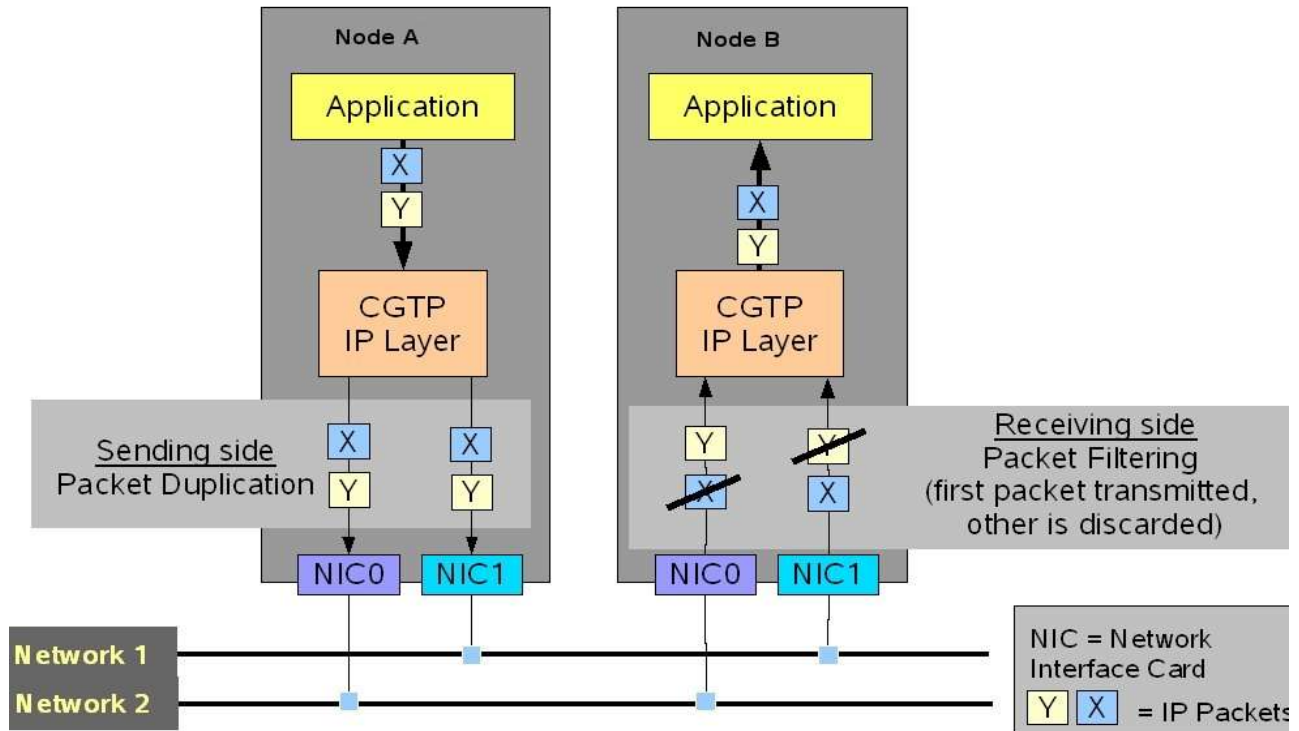 Node A
Application
X
Y
CGTP
IP Layer
Sending side
Packet Duplication
X
Y
X
Y
NIC0
NIC1
Node B
Application
X
Y
CGTP
IP Layer
Y
X
Y
X
Receiving side
Packet Filtering
(first packet transmitted,
other is discarded)
NIC0
NIC1
Network 1
Network 2
NIC = Network
Interface Card
Y X = IP Packets